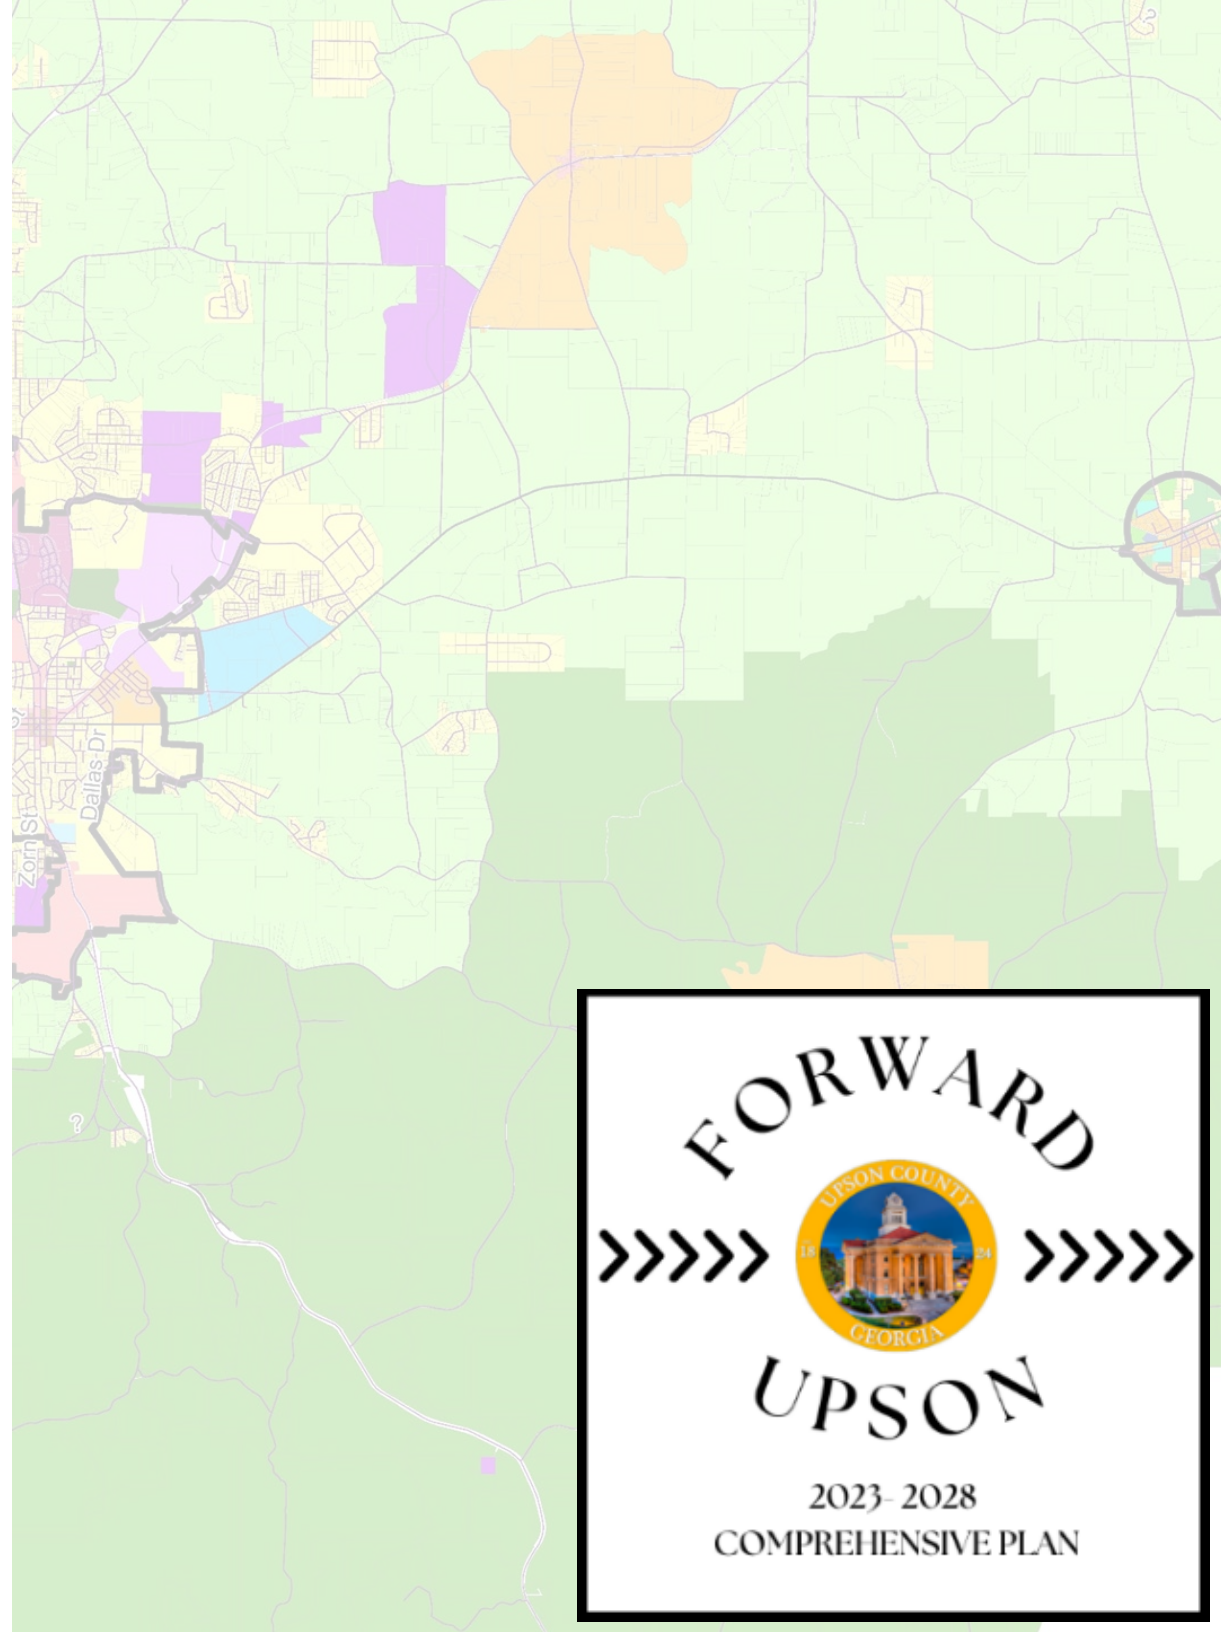 Dallas-Dr
Zorn St
?
?
FORWARD
UPSON COUNTY
18 24
GEORGIA
UPSON
2023- 2028
COMPREHENSIVE PLAN